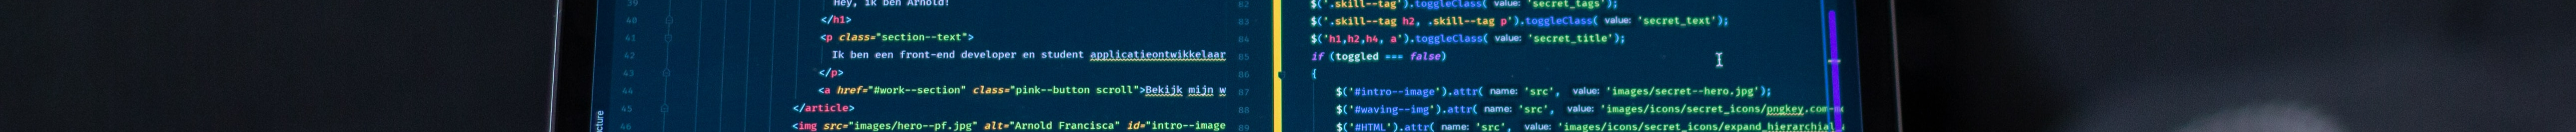 39 Hey, ik ben Arnold!
40 </h1>
41 <p class="section--text">
42 Ik ben een front-end developer en student applicatieontwikkelaar
43 </p>
44 <a href="#work--section" class="pink--button scroll">Bekijk mijn w
45 </article>
46 <img src="images/hero--pf.jpg" alt="Arnold Francisca" id="intro--image
cture
82 $('.skill--tag').toggleClass( value: 'secret_tags');
83 $('.skill--tag h2, .skill--tag p').toggleClass( value: 'secret_text');
84 $('h1,h2,h4, a').toggleClass( value: 'secret_title');
85 if (toggled === false)
86 {
87 $('#intro--image').attr( name: 'src', value: 'images/secret--hero.jpg');
88 $('#waving--img').attr( name: 'src', value: 'images/icons/secret_icons/pngkey.com
89 $('#HTML').attr( name: 'src', value: 'images/icons/secret_icons/expand_hierarchial